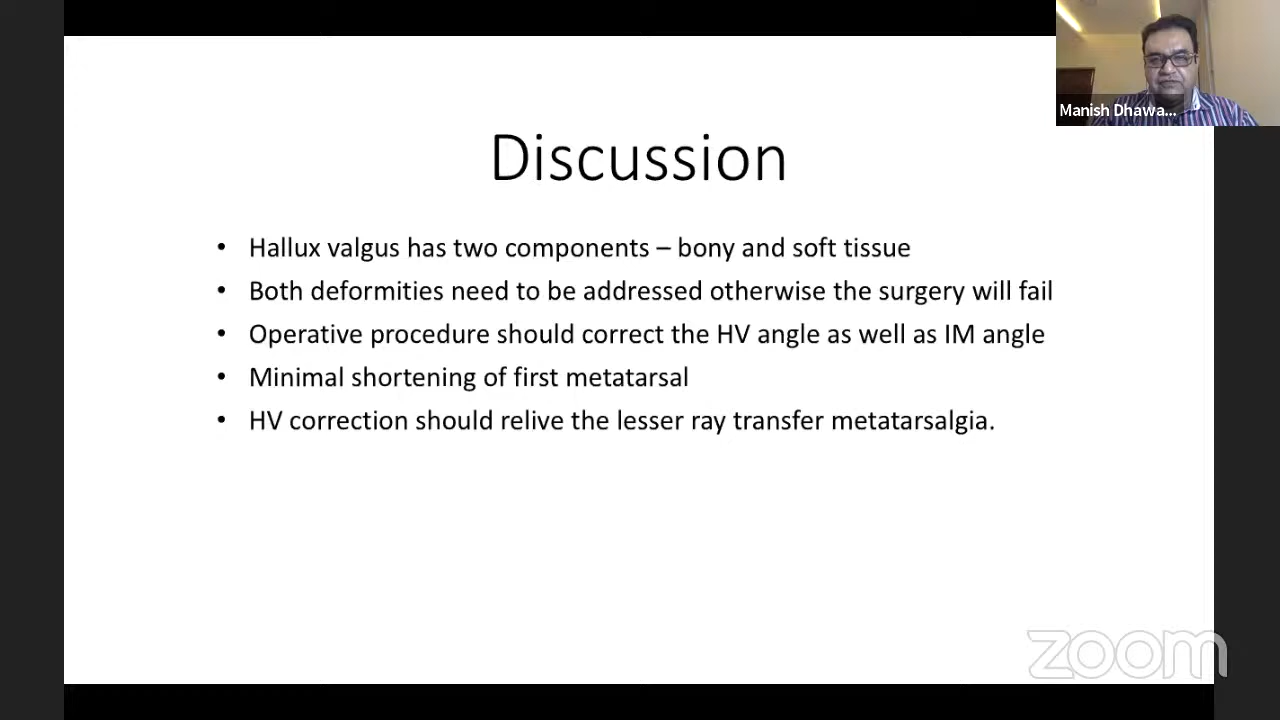 Manish Dhawa...
Discussion
• Hallux valgus has two components – bony and soft tissue
• Both deformities need to be addressed otherwise the surgery will fail
• Operative procedure should correct the HV angle as well as IM angle
• Minimal shortening of first metatarsal
• HV correction should relive the lesser ray transfer metatarsalgia.
zoom